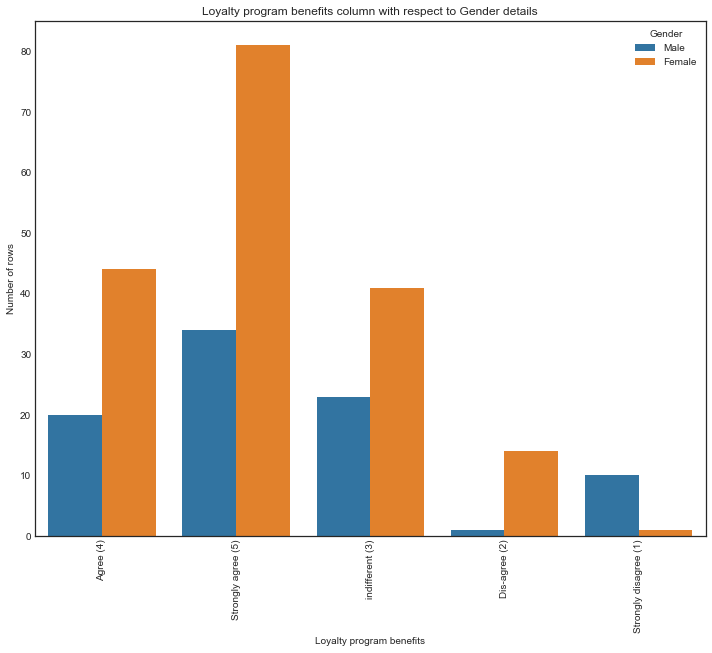 Loyalty program benefits column with respect to Gender details
Gender
Male
Female
80
70
60
50
40
30
20
10
0
Number of rows
Agree (4)
Strongly agree (5)
indifferent (3)
Dis-agree (2)
Strongly disagree (1)
Loyalty program benefits